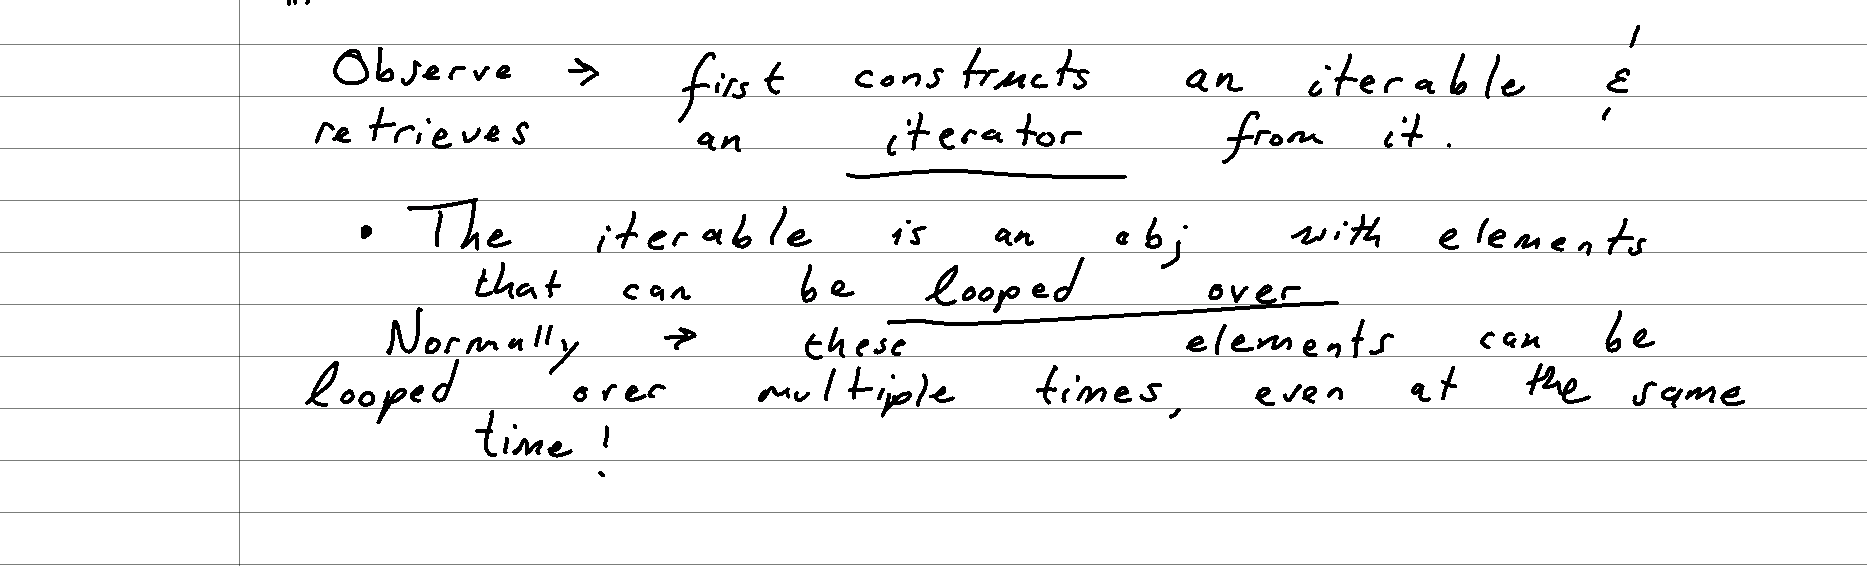 Observe → first constructs an iterable &
retrieves an iterator from it.
• The iterable is an obj with elements
that can be looped over
Normally → these elements can be
looped over multiple times, even at the same
time!